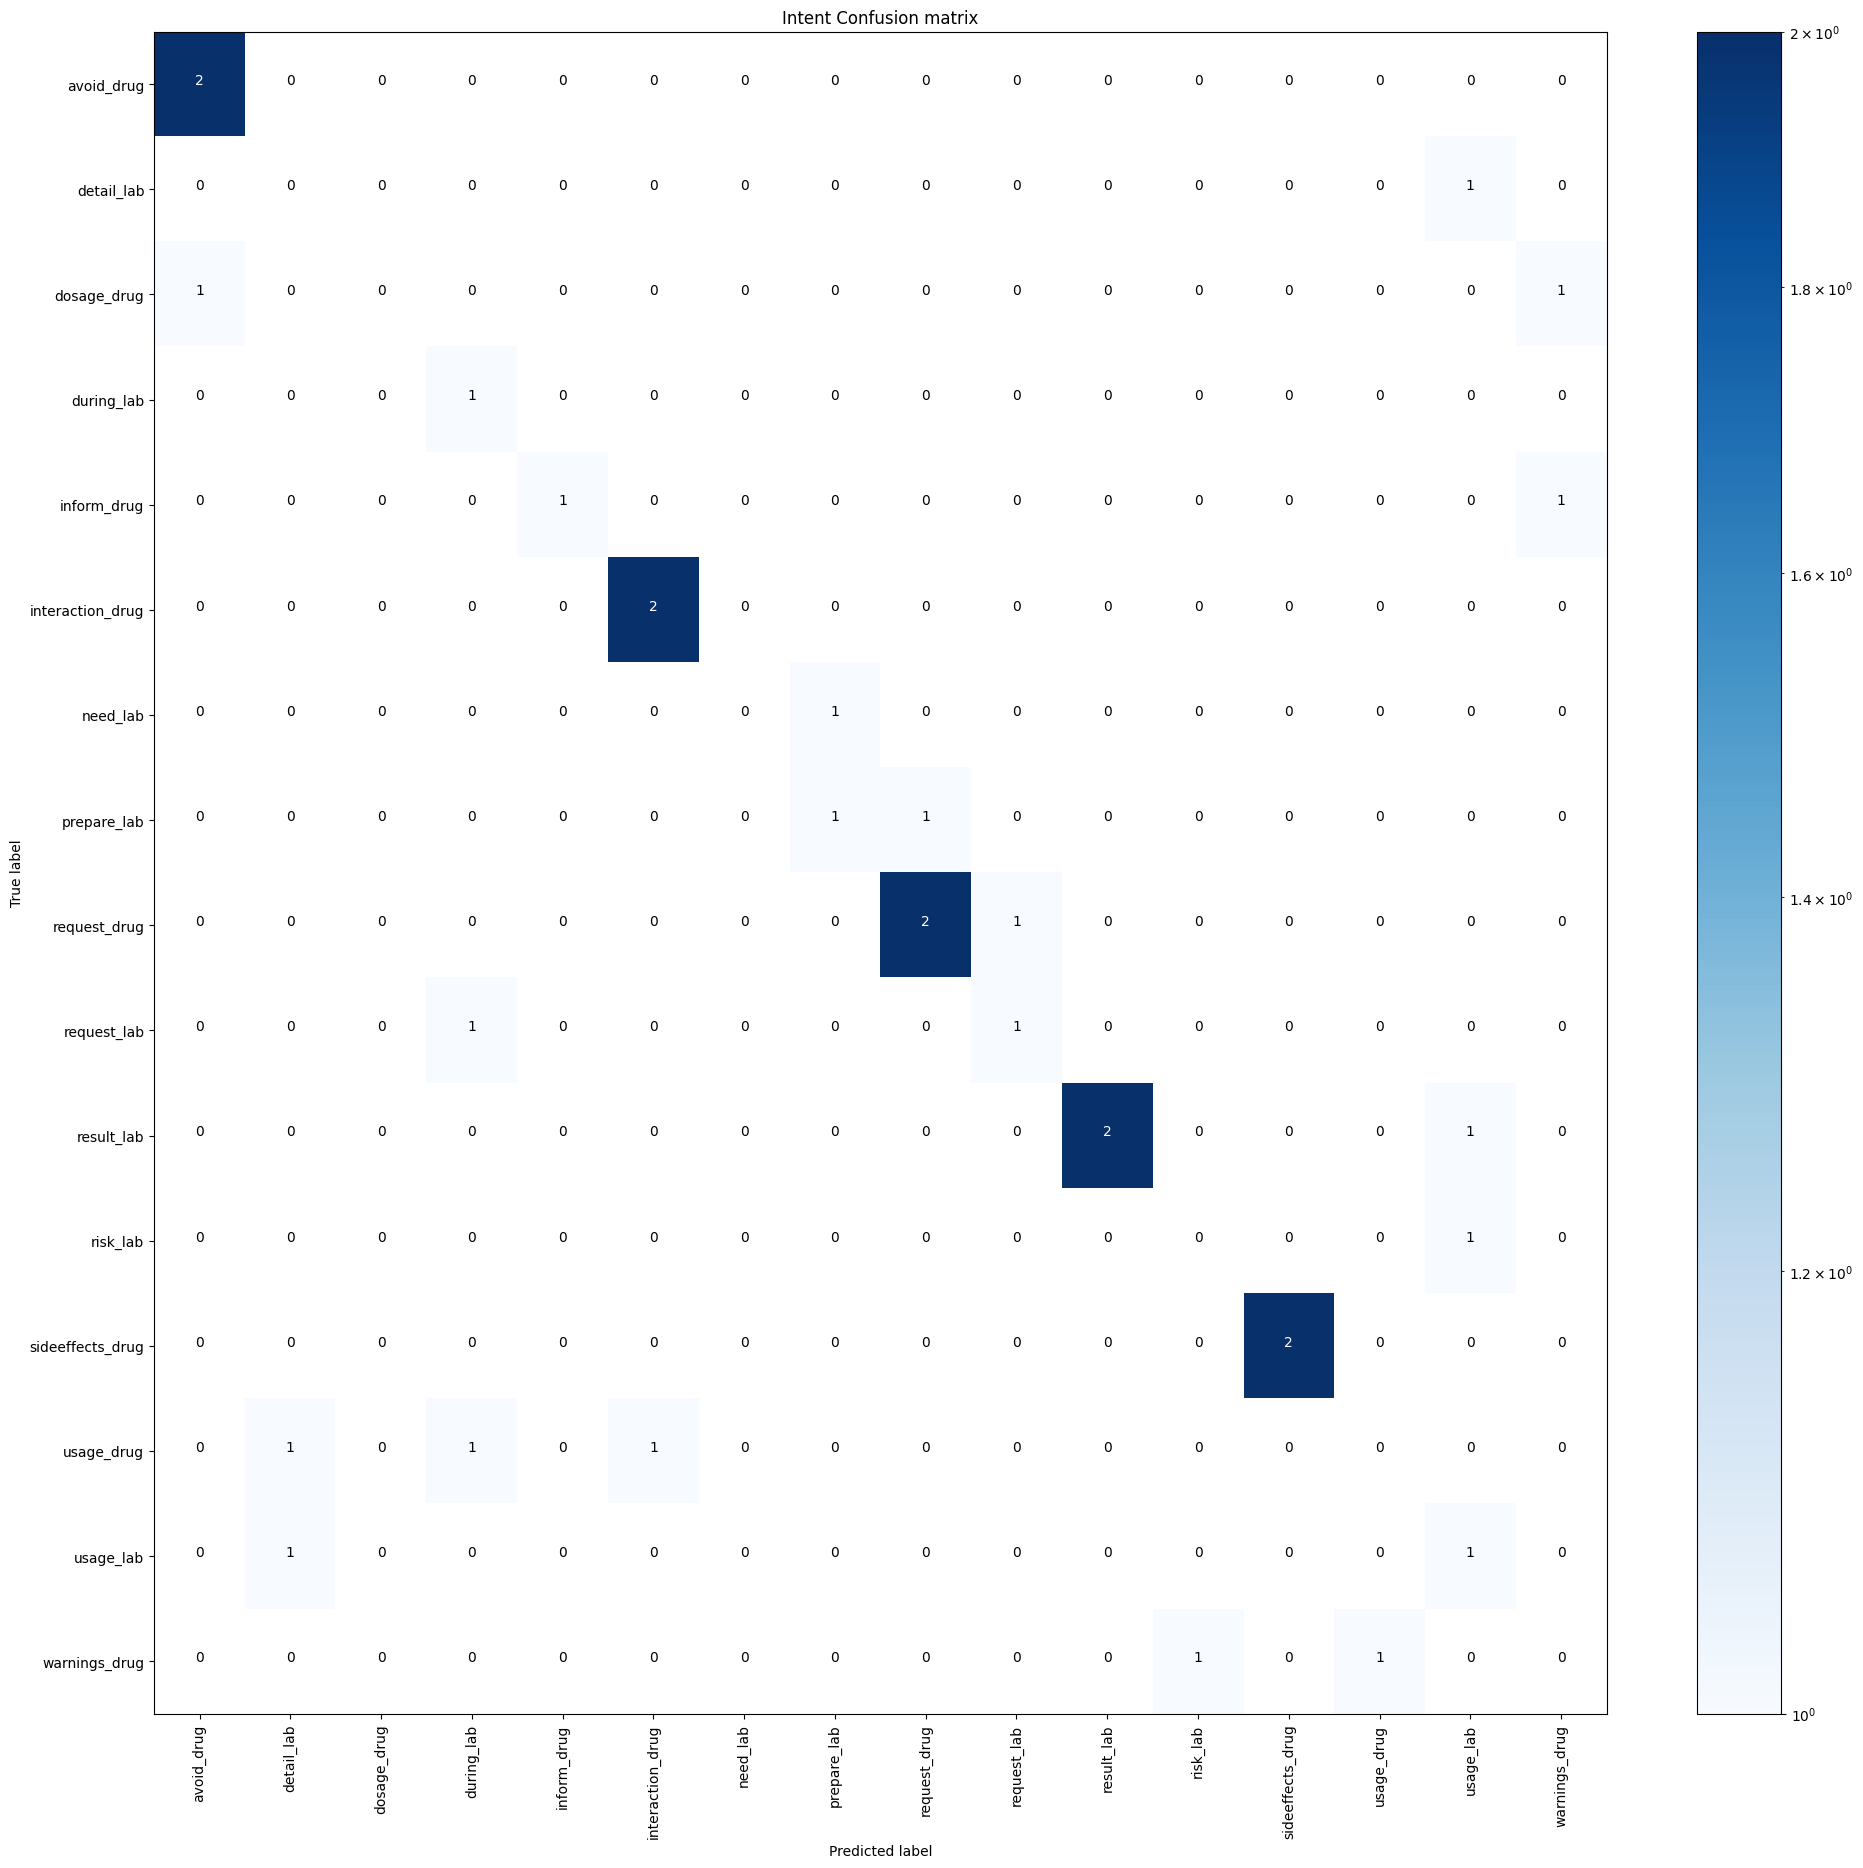 Intent Confusion matrix
avoid_drug 2 0 0 0 0 0 0 0 0 0 0 0 0 0 0 0
detail_lab 0 0 0 0 0 0 0 0 0 0 0 0 0 0 1 0
dosage_drug 1 0 0 0 0 0 0 0 0 0 0 0 0 0 0 1
during_lab 0 0 0 1 0 0 0 0 0 0 0 0 0 0 0 0
inform_drug 0 0 0 0 1 0 0 0 0 0 0 0 0 0 0 1
interaction_drug 0 0 0 0 0 2 0 0 0 0 0 0 0 0 0 0
need_lab 0 0 0 0 0 0 0 1 0 0 0 0 0 0 0 0
prepare_lab 0 0 0 0 0 0 0 1 1 0 0 0 0 0 0 0
request_drug 0 0 0 0 0 0 0 0 2 1 0 0 0 0 0 0
request_lab 0 0 0 1 0 0 0 0 0 1 0 0 0 0 0 0
result_lab 0 0 0 0 0 0 0 0 0 0 2 0 0 0 1 0
risk_lab 0 0 0 0 0 0 0 0 0 0 0 0 0 0 1 0
sideeffects_drug 0 0 0 0 0 0 0 0 0 0 0 0 2 0 0 0
usage_drug 0 1 0 1 0 1 0 0 0 0 0 0 0 0 0 0
usage_lab 0 1 0 0 0 0 0 0 0 0 0 0 0 0 1 0
warnings_drug 0 0 0 0 0 0 0 0 0 0 0 1 0 1 0 0
True label
avoid_drug
detail_lab
dosage_drug
during_lab
inform_drug
interaction_drug
need_lab
prepare_lab
request_drug
request_lab
result_lab
risk_lab
sideeffects_drug
usage_drug
usage_lab
warnings_drug
Predicted label
2 × 10⁰
1.8 × 10⁰
1.6 × 10⁰
1.4 × 10⁰
1.2 × 10⁰
10⁰